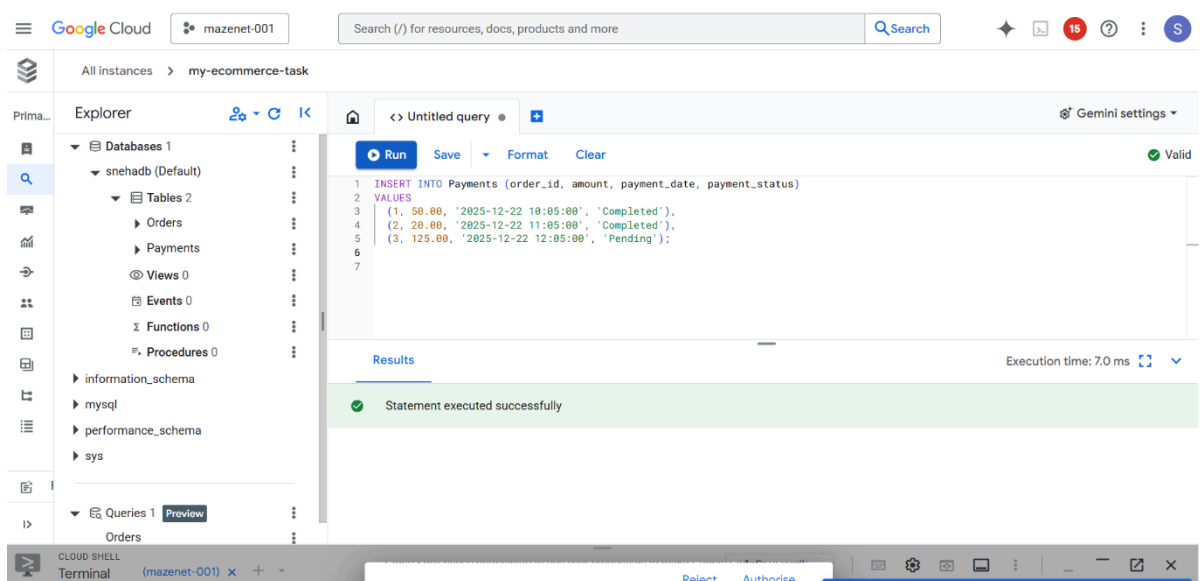 Google Cloud
mazenet-001
Search (/) for resources, docs, products and more
Search
15
S
All instances > my-ecommerce-task
Prima...
Explorer
Untitled query
Gemini settings
Databases 1
snehadb (Default)
Tables 2
Orders
Payments
Views 0
Events 0
Functions 0
Procedures 0
information_schema
mysql
performance_schema
sys
Queries 1 Preview
Orders
Run Save Format Clear
Valid
1 INSERT INTO Payments (order_id, amount, payment_date, payment_status)
2 VALUES
3 (1, 50.00, '2025-12-22 10:05:00', 'Completed'),
4 (2, 20.00, '2025-12-22 11:05:00', 'Completed'),
5 (3, 125.00, '2025-12-22 12:05:00', 'Pending');
6
7
Results
Execution time: 7.0 ms
Statement executed successfully
CLOUD SHELL
Terminal (mazenet-001)
Reject Authorise